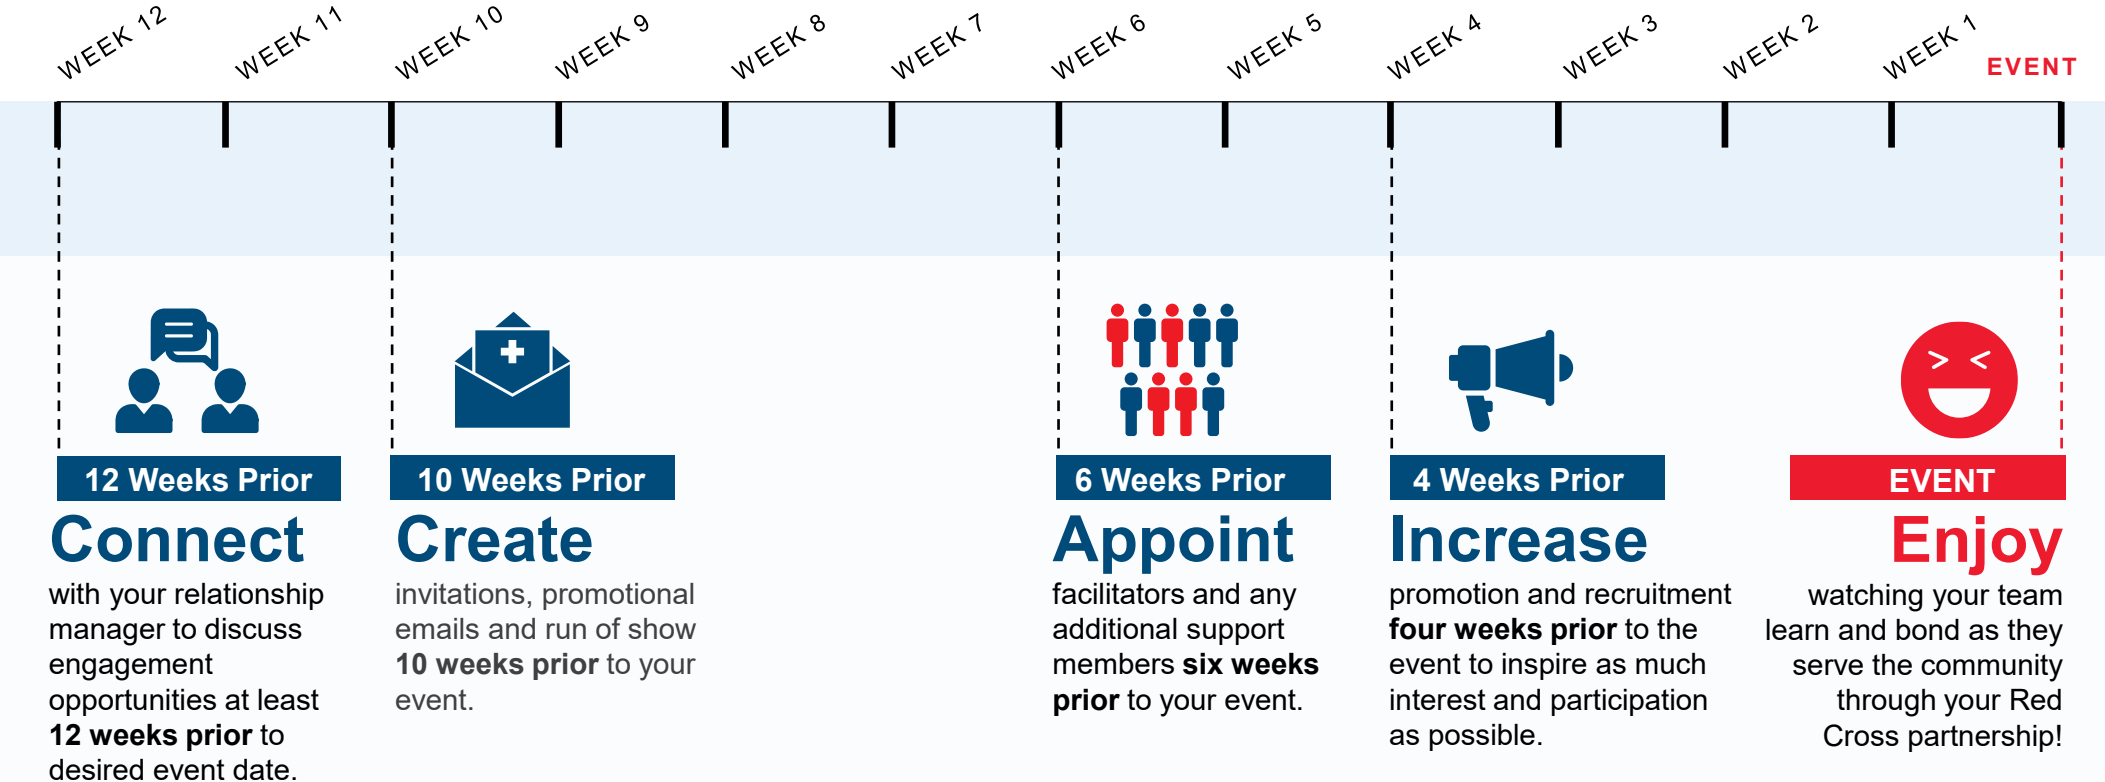 WEEK 12
WEEK 11
WEEK 10
WEEK 9
WEEK 8
WEEK 7
WEEK 6
WEEK 5
WEEK 4
WEEK 3
WEEK 2
WEEK 1
EVENT
12 Weeks Prior
Connect
with your relationship
manager to discuss
engagement
opportunities at least
12 weeks prior to
desired event date.
10 Weeks Prior
Create
invitations, promotional
emails and run of show
10 weeks prior to your
event.
6 Weeks Prior
Appoint
facilitators and any
additional support
members six weeks
prior to your event.
4 Weeks Prior
Increase
promotion and recruitment
four weeks prior to the
event to inspire as much
interest and participation
as possible.
EVENT
Enjoy
watching your team
learn and bond as they
serve the community
through your Red
Cross partnership!